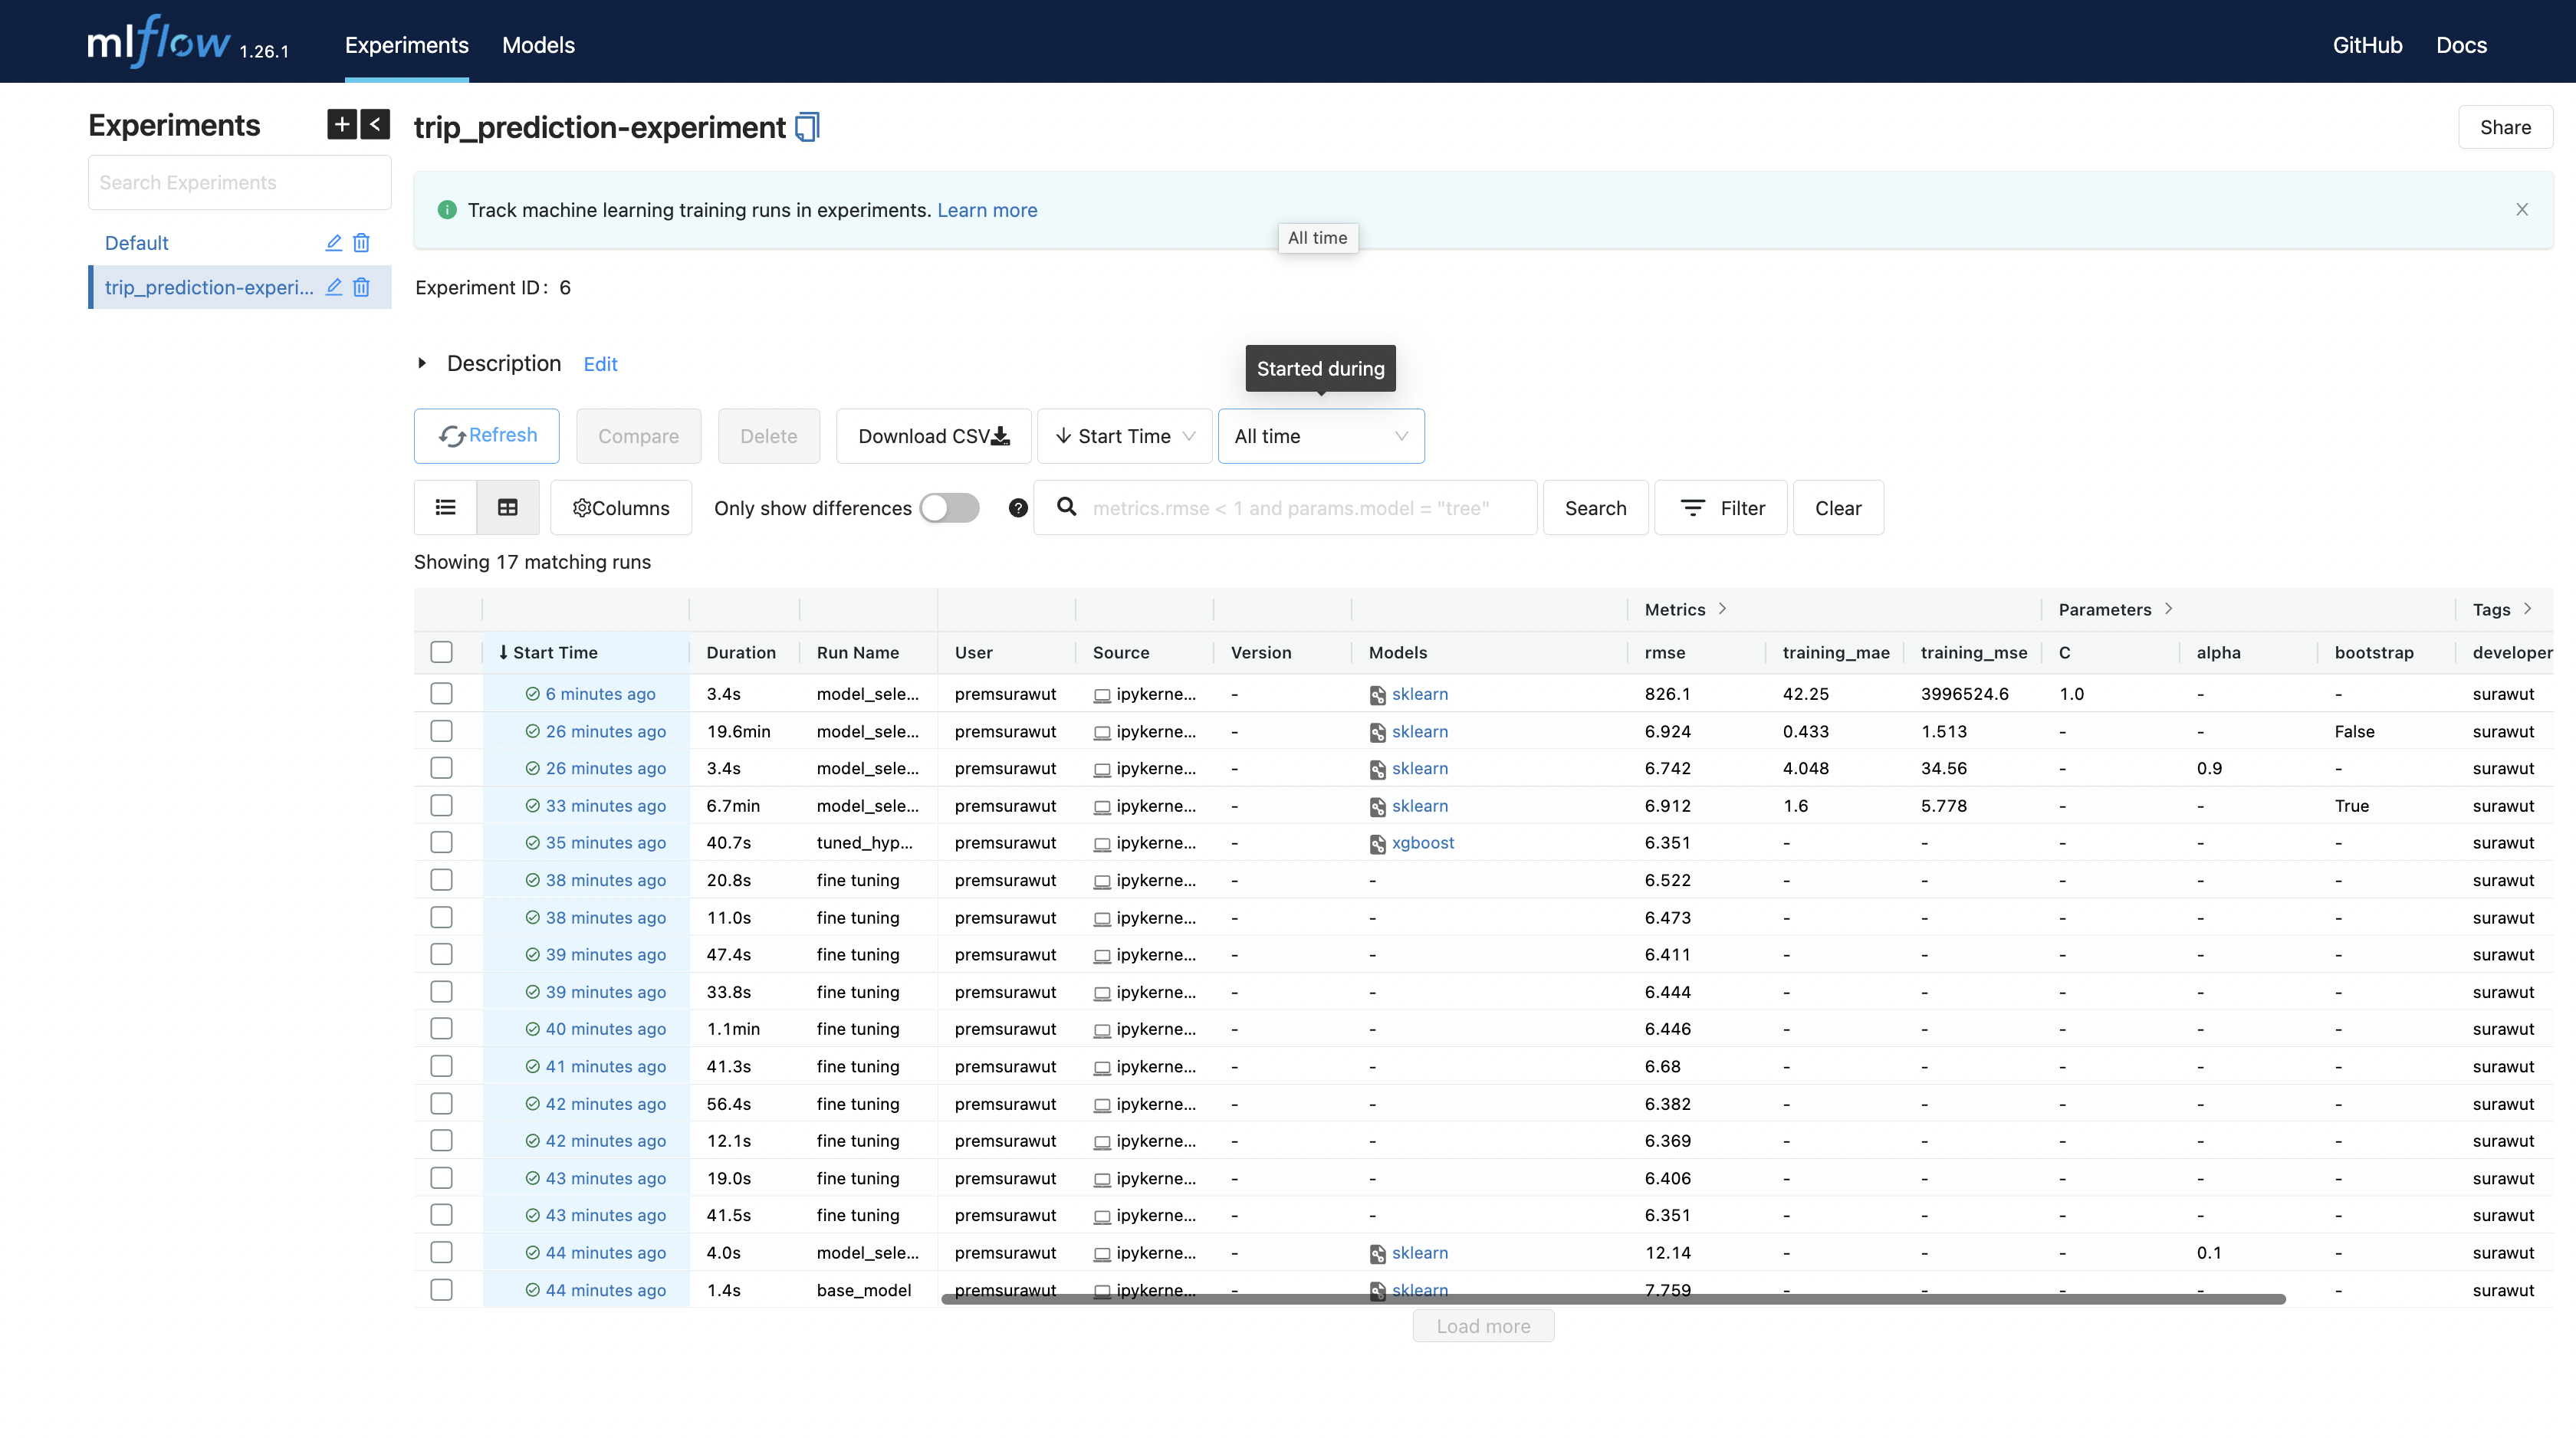 mlflow 1.26.1 Experiments Models GitHub Docs
Experiments
Search Experiments
Default
trip_prediction-experi...
trip_prediction-experiment Share
Track machine learning training runs in experiments. Learn more
All time
Experiment ID: 6
Description Edit
Started during
Refresh Compare Delete Download CSV Start Time All time
Columns Only show differences metrics.rmse < 1 and params.model = "tree" Search Filter Clear
Showing 17 matching runs
Metrics Parameters Tags
Start Time Duration Run Name User Source Version Models rmse training_mae training_mse C alpha bootstrap developer
6 minutes ago 3.4s model_sele... premsurawut ipykerne... - sklearn 826.1 42.25 3996524.6 1.0 - - surawut
26 minutes ago 19.6min model_sele... premsurawut ipykerne... - sklearn 6.924 0.433 1.513 - - False surawut
26 minutes ago 3.4s model_sele... premsurawut ipykerne... - sklearn 6.742 4.048 34.56 - 0.9 - surawut
33 minutes ago 6.7min model_sele... premsurawut ipykerne... - sklearn 6.912 1.6 5.778 - - True surawut
35 minutes ago 40.7s tuned_hyp... premsurawut ipykerne... - xgboost 6.351 - - - - - surawut
38 minutes ago 20.8s fine tuning premsurawut ipykerne... - - 6.522 - - - - - surawut
38 minutes ago 11.0s fine tuning premsurawut ipykerne... - - 6.473 - - - - - surawut
39 minutes ago 47.4s fine tuning premsurawut ipykerne... - - 6.411 - - - - - surawut
39 minutes ago 33.8s fine tuning premsurawut ipykerne... - - 6.444 - - - - - surawut
40 minutes ago 1.1min fine tuning premsurawut ipykerne... - - 6.446 - - - - - surawut
41 minutes ago 41.3s fine tuning premsurawut ipykerne... - - 6.68 - - - - - surawut
42 minutes ago 56.4s fine tuning premsurawut ipykerne... - - 6.382 - - - - - surawut
42 minutes ago 12.1s fine tuning premsurawut ipykerne... - - 6.369 - - - - - surawut
43 minutes ago 19.0s fine tuning premsurawut ipykerne... - - 6.406 - - - - - surawut
43 minutes ago 41.5s fine tuning premsurawut ipykerne... - - 6.351 - - - - - surawut
44 minutes ago 4.0s model_sele... premsurawut ipykerne... - sklearn 12.14 - - - 0.1 - surawut
44 minutes ago 1.4s base_model premsurawut ipykerne... - sklearn 7.759 - - - - - surawut
Load more